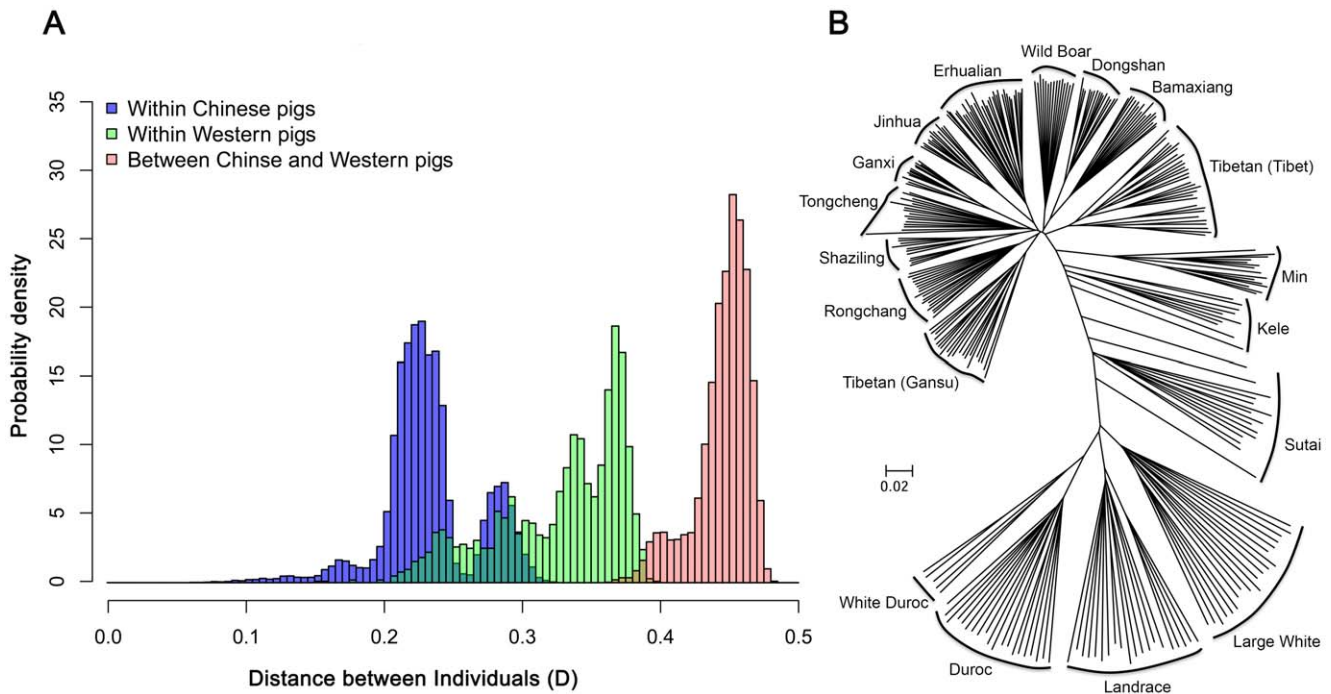 A
35
30
25
20
15
10
5
0
Probability density
Within Chinese pigs
Within Western pigs
Between Chinse and Western pigs
0.0 0.1 0.2 0.3 0.4 0.5
Distance between Individuals (D)
B
Wild Boar
Dongshan
Erhualian
Bamaxiang
Jinhua
Ganxi
Tibetan (Tibet)
Tongcheng
Shaziling
Min
Rongchang
Kele
Tibetan (Gansu)
Sutai
0.02
White Duroc
Large White
Duroc
Landrace